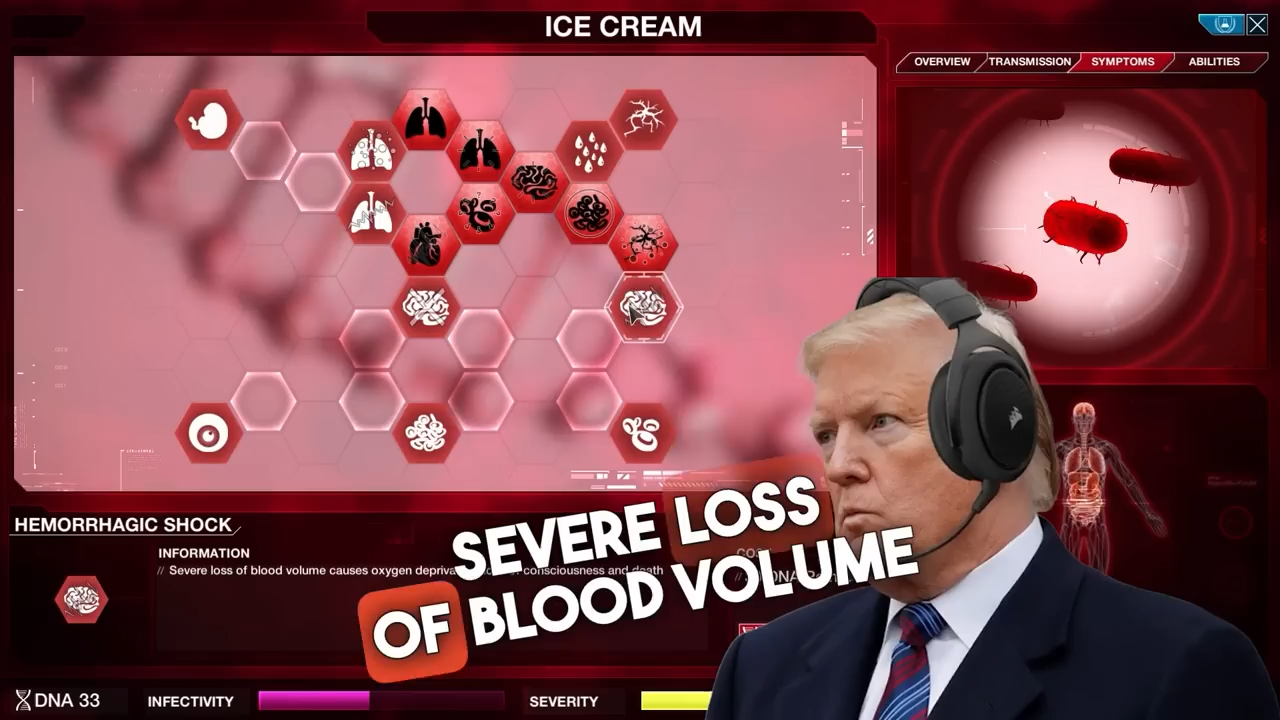 ICE CREAM
OVERVIEW
TRANSMISSION
SYMPTOMS
ABILITIES
HEMORRHAGIC SHOCK
INFORMATION
// Severe loss of blood volume causes oxygen consciousness and death
SEVERE LOSS
OF BLOOD VOLUME
DNA 33
INFECTIVITY
SEVERITY